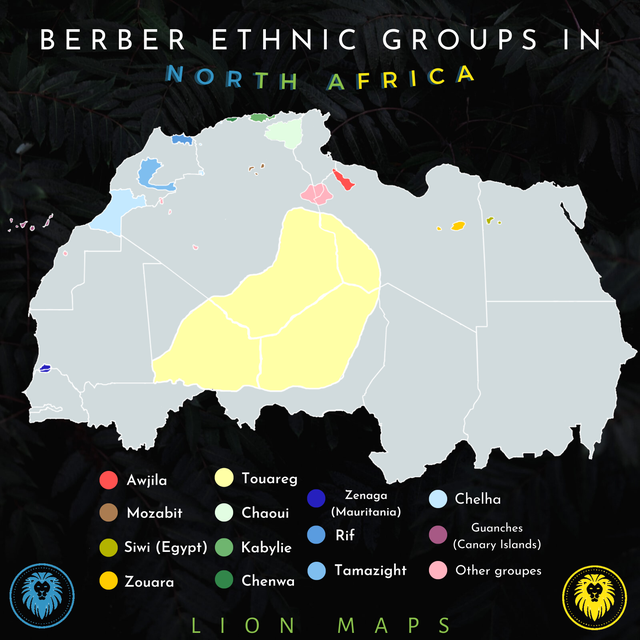 BERBER ETHNIC GROUPS IN
NORTH AFRICA
Awjila
Mozabit
Siwi (Egypt)
Zouara
Touareg
Chaoui
Kabylie
Chenwa
Zenaga
(Mauritania)
Rif
Tamazight
Chelha
Guanches
(Canary Islands)
Other groupes
LION MAPS